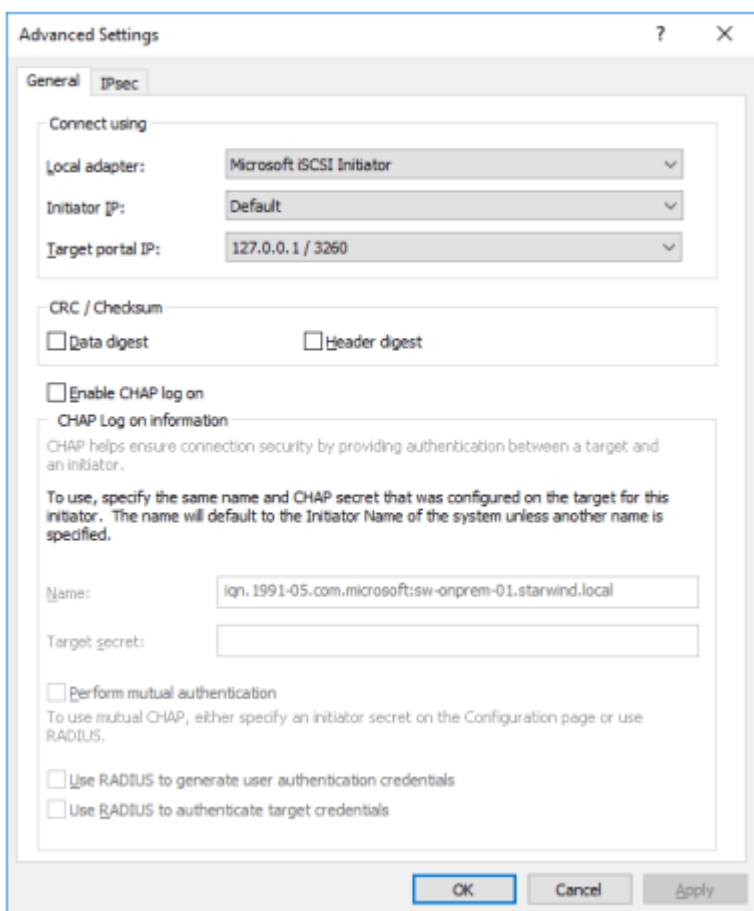 Advanced Settings
General IPsec
Connect using
Local adapter: Microsoft iSCSI Initiator
Initiator IP: Default
Target portal IP: 127.0.0.1 / 3260
CRC / Checksum
Data digest Header digest
Enable CHAP log on
CHAP Log on information
CHAP helps ensure connection security by providing authentication between a target and
an initiator.
To use, specify the same name and CHAP secret that was configured on the target for this
initiator. The name will default to the Initiator Name of the system unless another name is
specified.
Name: iqn.1991-05.com.microsoft:sw-onprem-01.starwind.local
Target secret:
Perform mutual authentication
To use mutual CHAP, either specify an initiator secret on the Configuration page or use
RADIUS.
Use RADIUS to generate user authentication credentials
Use RADIUS to authenticate target credentials
OK Cancel Apply